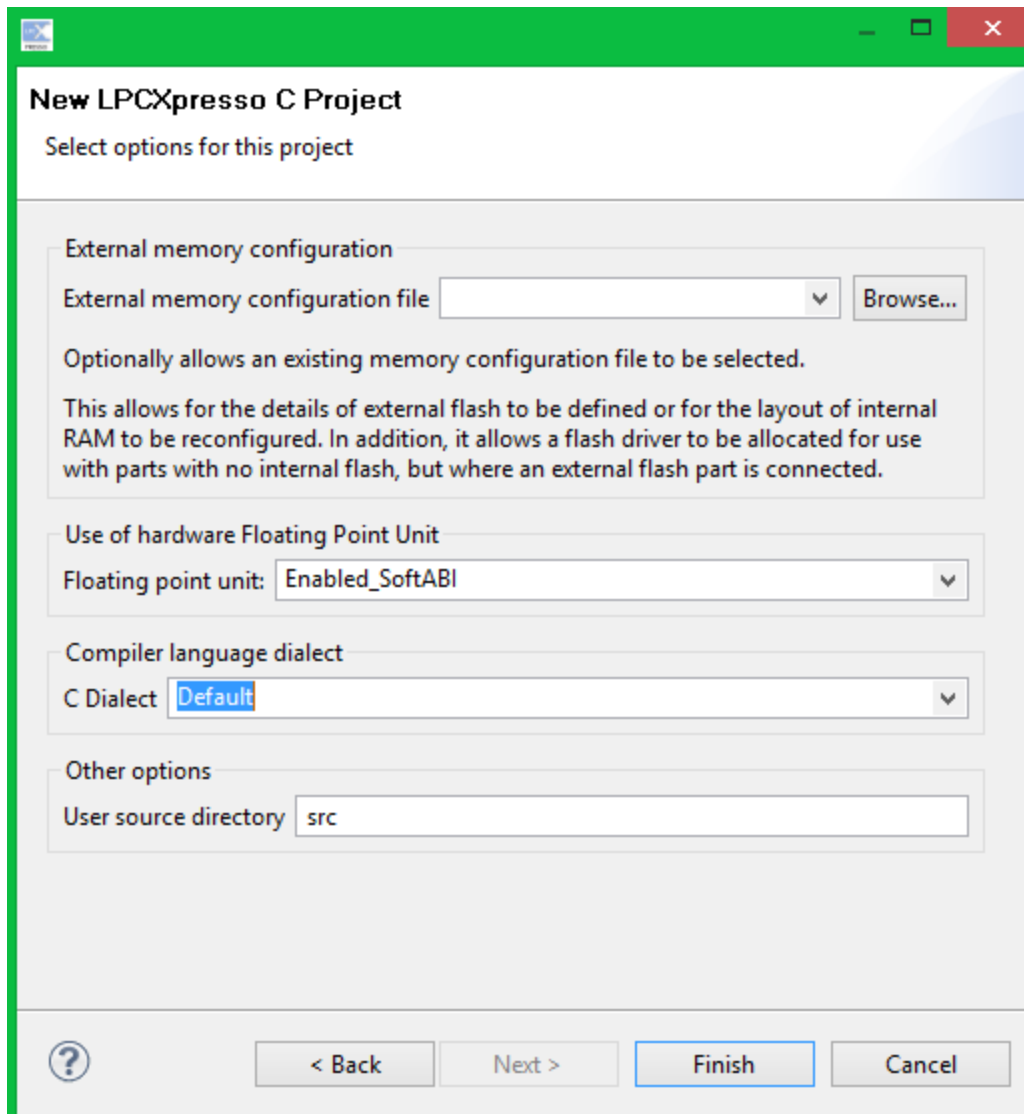 New LPCXpresso C Project
Select options for this project
External memory configuration
External memory configuration file
Browse...
Optionally allows an existing memory configuration file to be selected.
This allows for the details of external flash to be defined or for the layout of internal
RAM to be reconfigured. In addition, it allows a flash driver to be allocated for use
with parts with no internal flash, but where an external flash part is connected.
Use of hardware Floating Point Unit
Floating point unit: Enabled_SoftABI
Compiler language dialect
C Dialect Default
Other options
User source directory src
? < Back Next > Finish Cancel